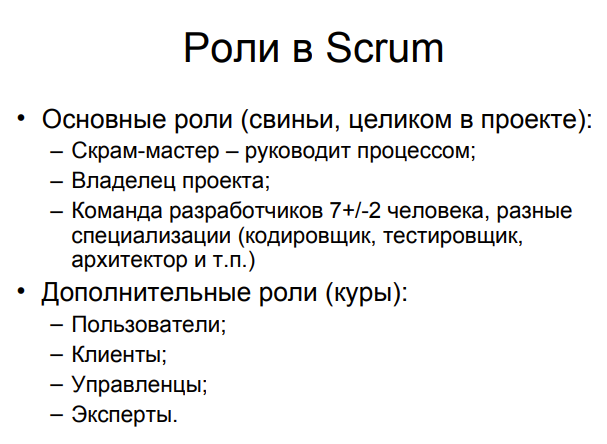 Роли в Scrum
• Основные роли (свиньи, целиком в проекте):
– Скрам-мастер – руководит процессом;
– Владелец проекта;
– Команда разработчиков 7+/-2 человека, разные
специализации (кодировщик, тестировщик,
архитектор и т.п.)
• Дополнительные роли (куры):
– Пользователи;
– Клиенты;
– Управленцы;
– Эксперты.